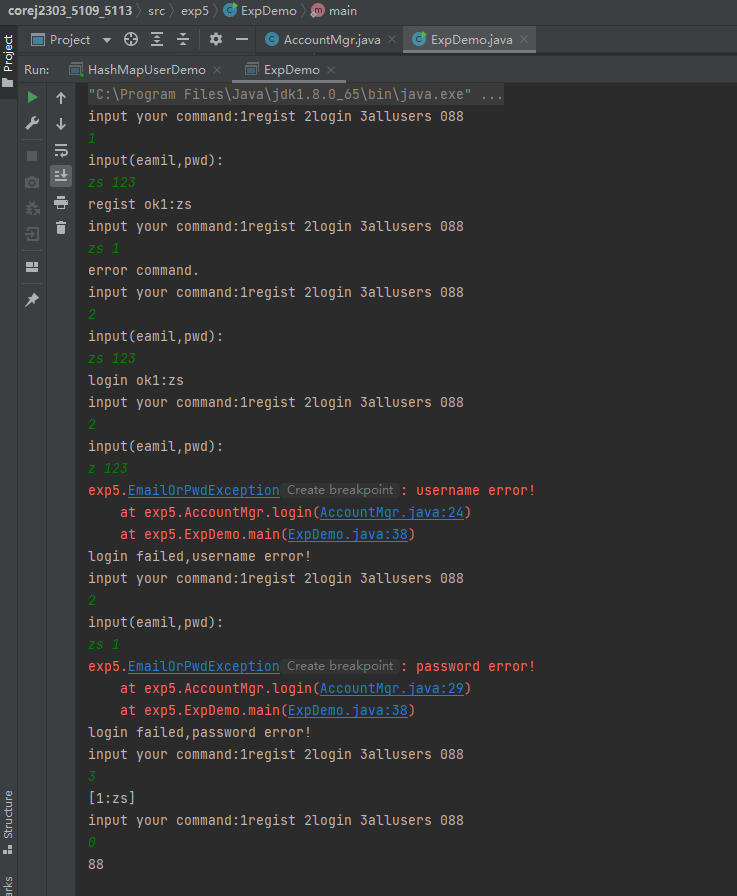 corej2303_5109_5113 > src > exp5 > ExpDemo > main
Project AccountMgr.java ExpDemo.java
Project
Run: HashMapUserDemo ExpDemo
"C:\Program Files\Java\jdk1.8.0_65\bin\java.exe" ...
input your command:1regist 2login 3allusers 088
1
input(eamil,pwd):
zs 123
regist ok1:zs
input your command:1regist 2login 3allusers 088
zs 1
error command.
input your command:1regist 2login 3allusers 088
2
input(eamil,pwd):
zs 123
login ok1:zs
input your command:1regist 2login 3allusers 088
2
input(eamil,pwd):
z 123
exp5.EmailOrPwdException Create breakpoint : username error!
at exp5.AccountMgr.login(AccountMgr.java:24)
at exp5.ExpDemo.main(ExpDemo.java:38)
login failed,username error!
input your command:1regist 2login 3allusers 088
2
input(eamil,pwd):
zs 1
exp5.EmailOrPwdException Create breakpoint : password error!
at exp5.AccountMgr.login(AccountMgr.java:29)
at exp5.ExpDemo.main(ExpDemo.java:38)
login failed,password error!
input your command:1regist 2login 3allusers 088
3
[1:zs]
input your command:1regist 2login 3allusers 088
0
88
Structure